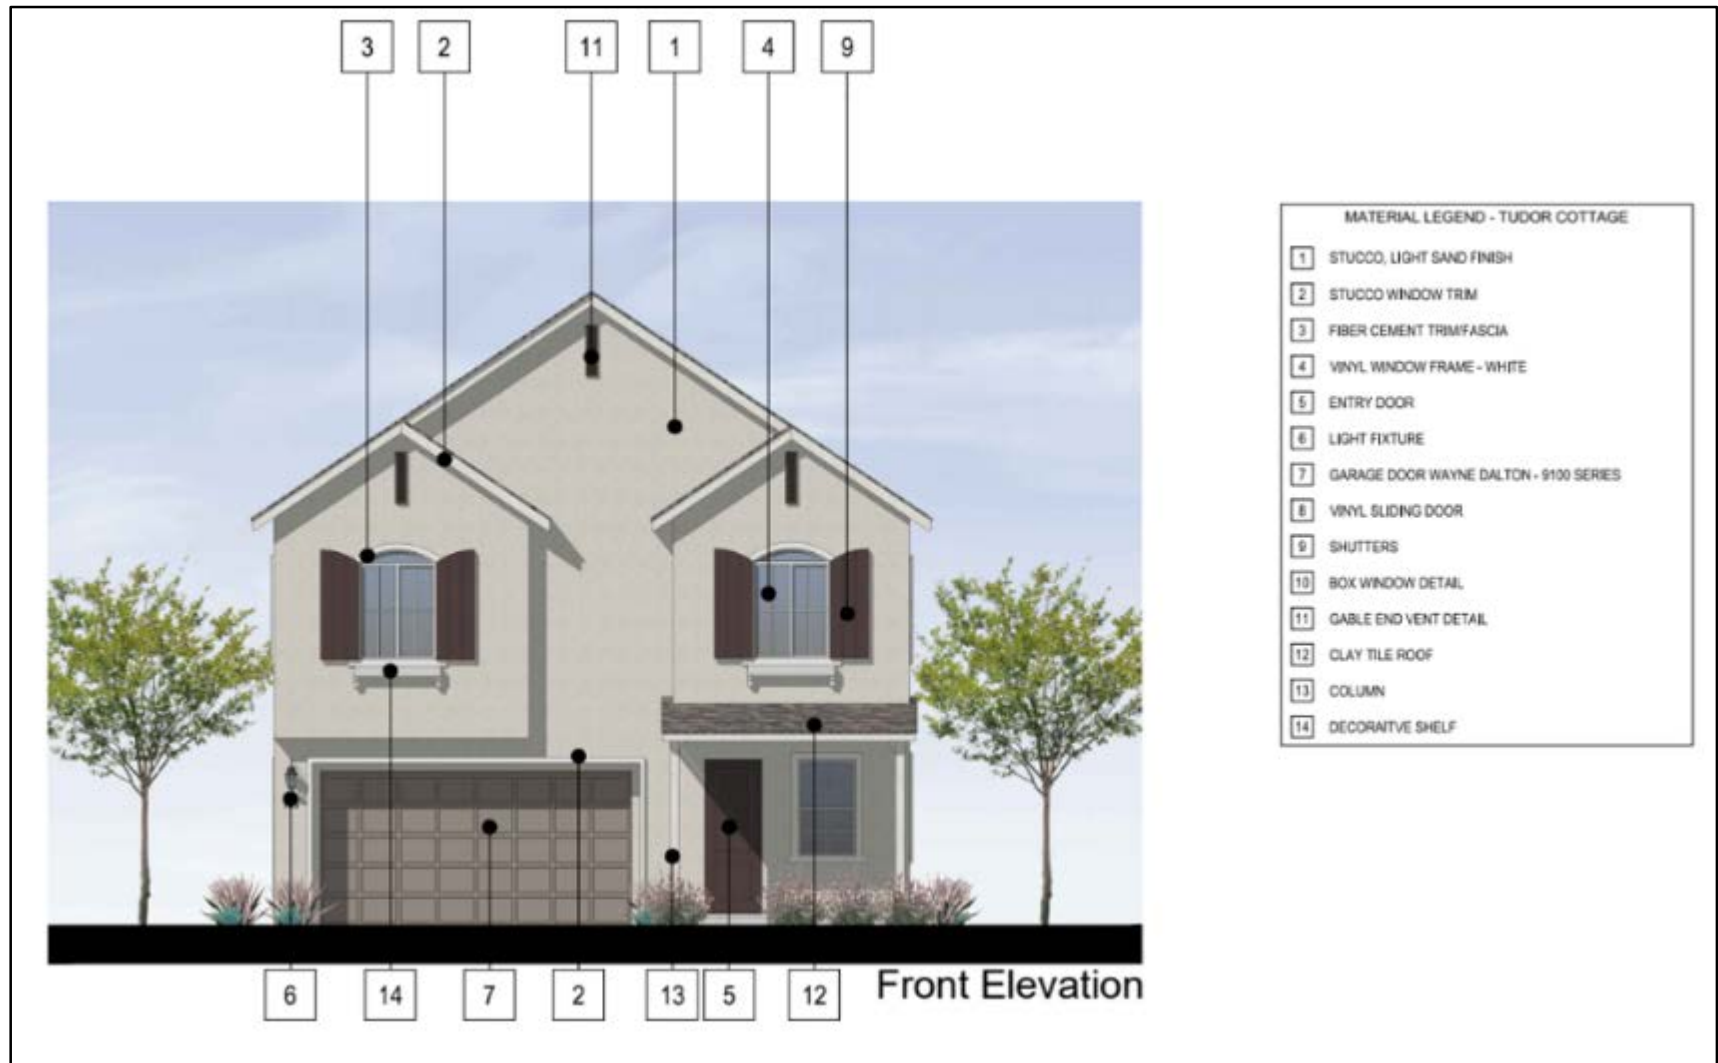 3 2 11 1 4 9
MATERIAL LEGEND - TUDOR COTTAGE
1 STUCCO, LIGHT SAND FINISH
2 STUCCO WINDOW TRIM
3 FIBER CEMENT TRIM/FASCIA
4 VINYL WINDOW FRAME - WHITE
5 ENTRY DOOR
6 LIGHT FIXTURE
7 GARAGE DOOR WAYNE DALTON - 9100 SERIES
8 VINYL SLIDING DOOR
9 SHUTTERS
10 BOX WINDOW DETAIL
11 GABLE END VENT DETAIL
12 CLAY TILE ROOF
13 COLUMN
14 DECORAITVE SHELF
6 14 7 2 13 5 12
Front Elevation